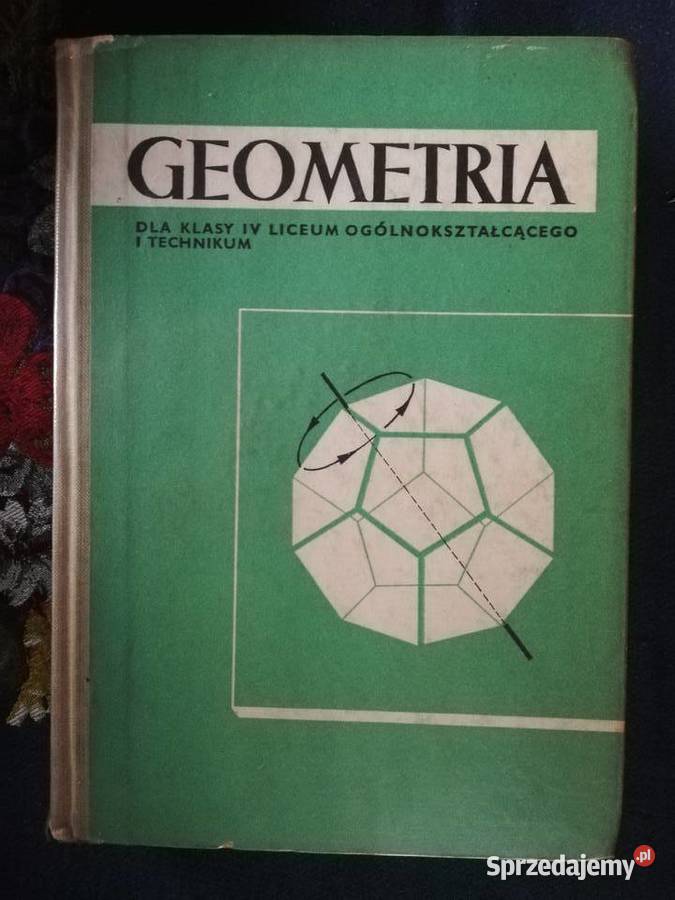 GEOMETRIA
DLA KLASY IV LICEUM OGÓLNOKSZTAŁCĄCEGO
I TECHNIKUM
Sprzedajemy.pl